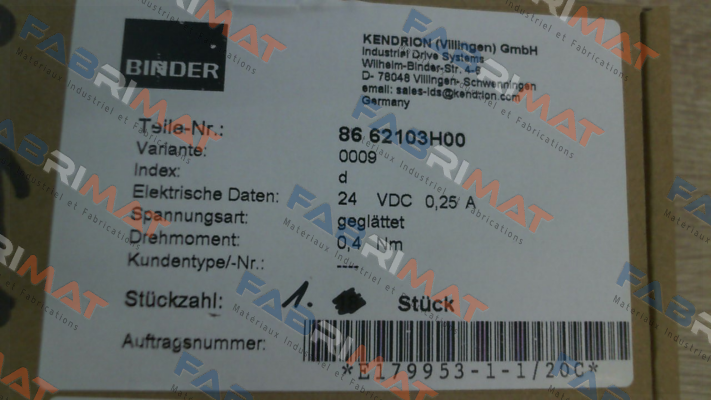 BINDER
KENDRION (Villingen) GmbH
Industrial Drive Systems
Wilhelm-Binder-Str. 4-6
D- 78048 Villingen- Schwenningen
email: sales-ids@kendrion.com
Germany
Teile-Nr.: 86 62103H00
Variante: 0009
Index: d
Elektrische Daten: 24 VDC 0,25 A
Spannungsart: geglättet
Drehmoment: 0,4 Nm
Kundentype/-Nr.: ----
Stückzahl: 1. Stück
Auftragsnummer:
*E179953-1-1/20C*
FABRIMAT
Materiaux Industriel et Fabrications